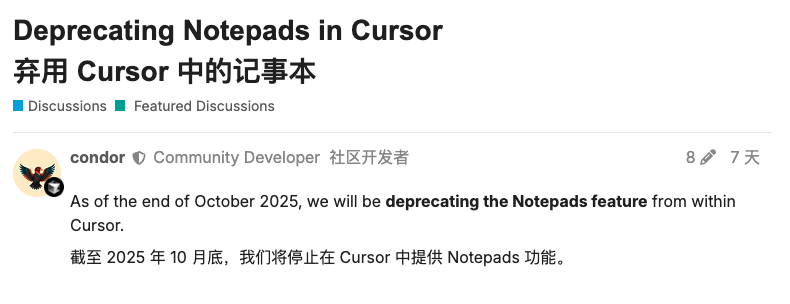 Deprecating Notepads in Cursor
弃用 Cursor 中的记事本
Discussions Featured Discussions
condor Community Developer 社区开发者 8 7 天
As of the end of October 2025, we will be deprecating the Notepads feature from within
Cursor.
截至 2025 年 10 月底，我们将停止在 Cursor 中提供 Notepads 功能。